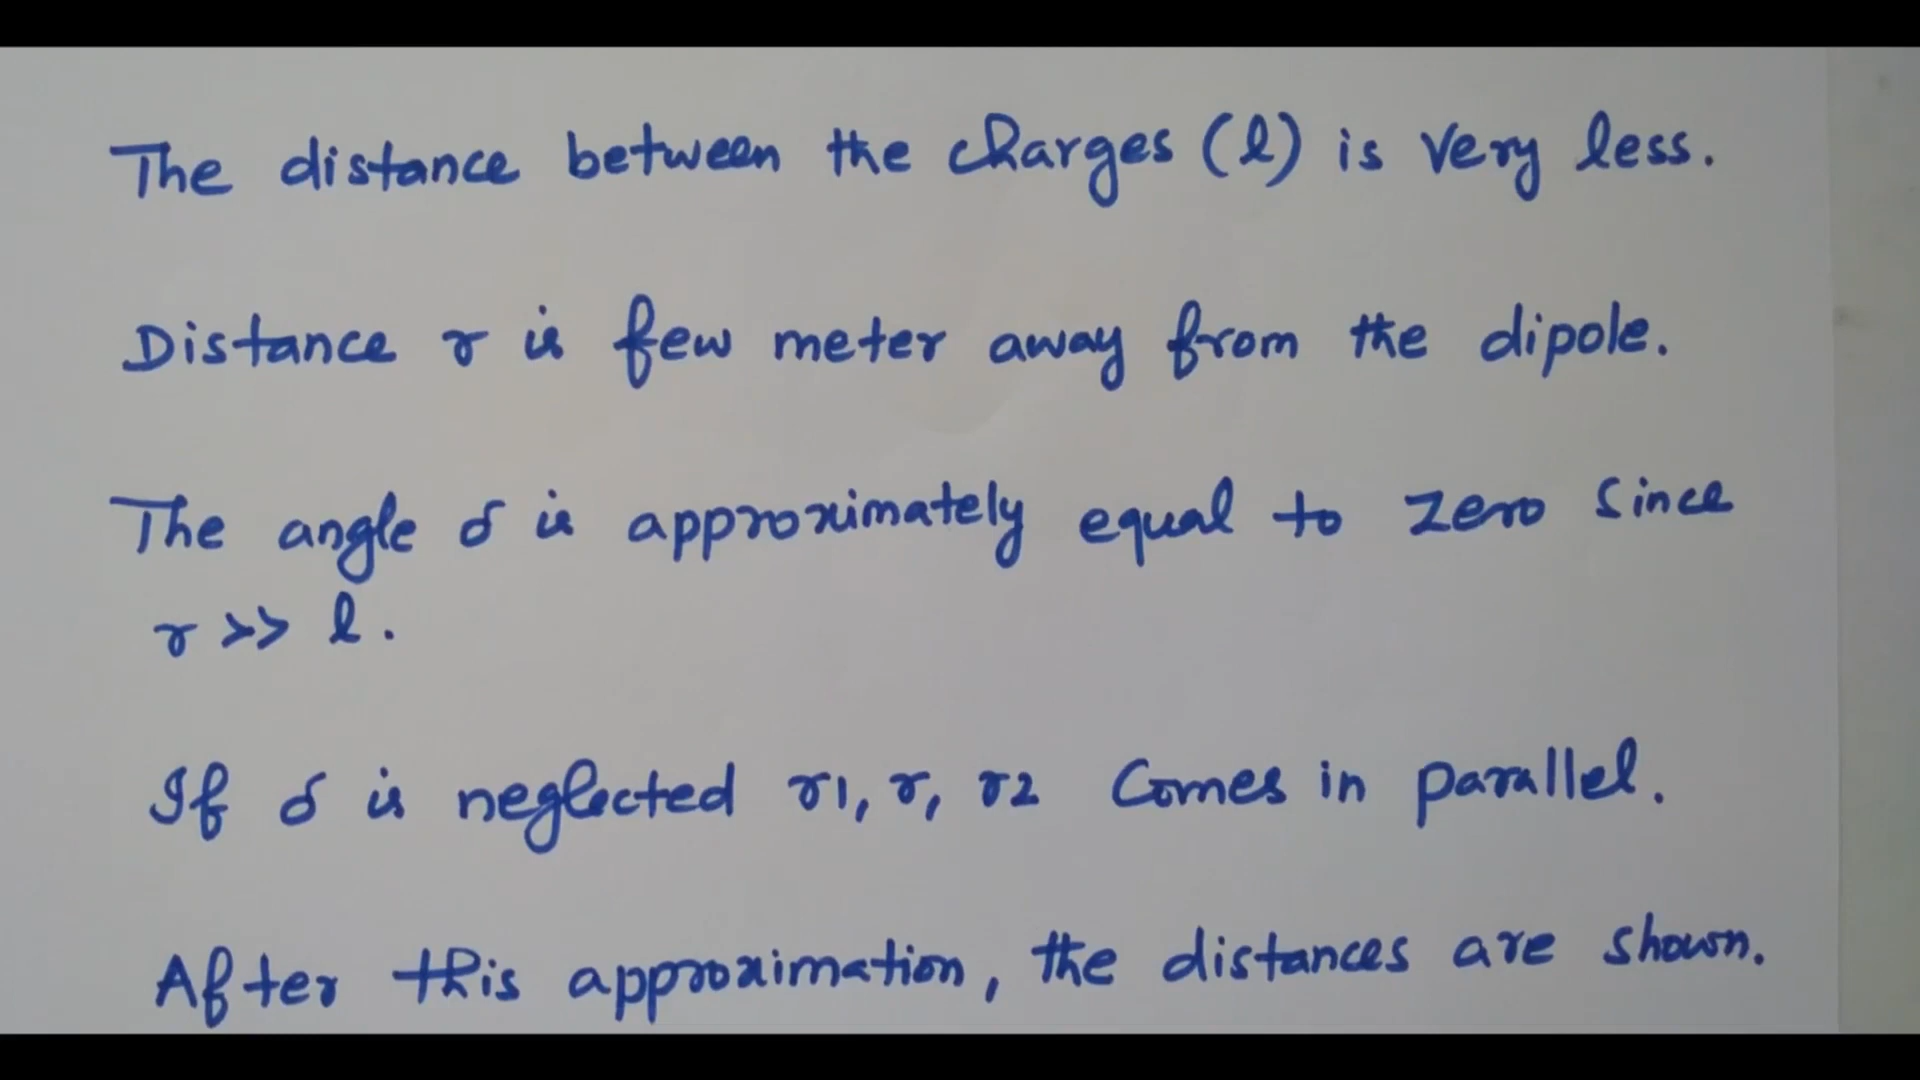 The distance between the charges (l) is very less.
Distance r is few meter away from the dipole.
The angle δ is approximately equal to zero since
r >> l.
If δ is neglected r1, r, r2 comes in parallel.
After this approximation, the distances are shown.